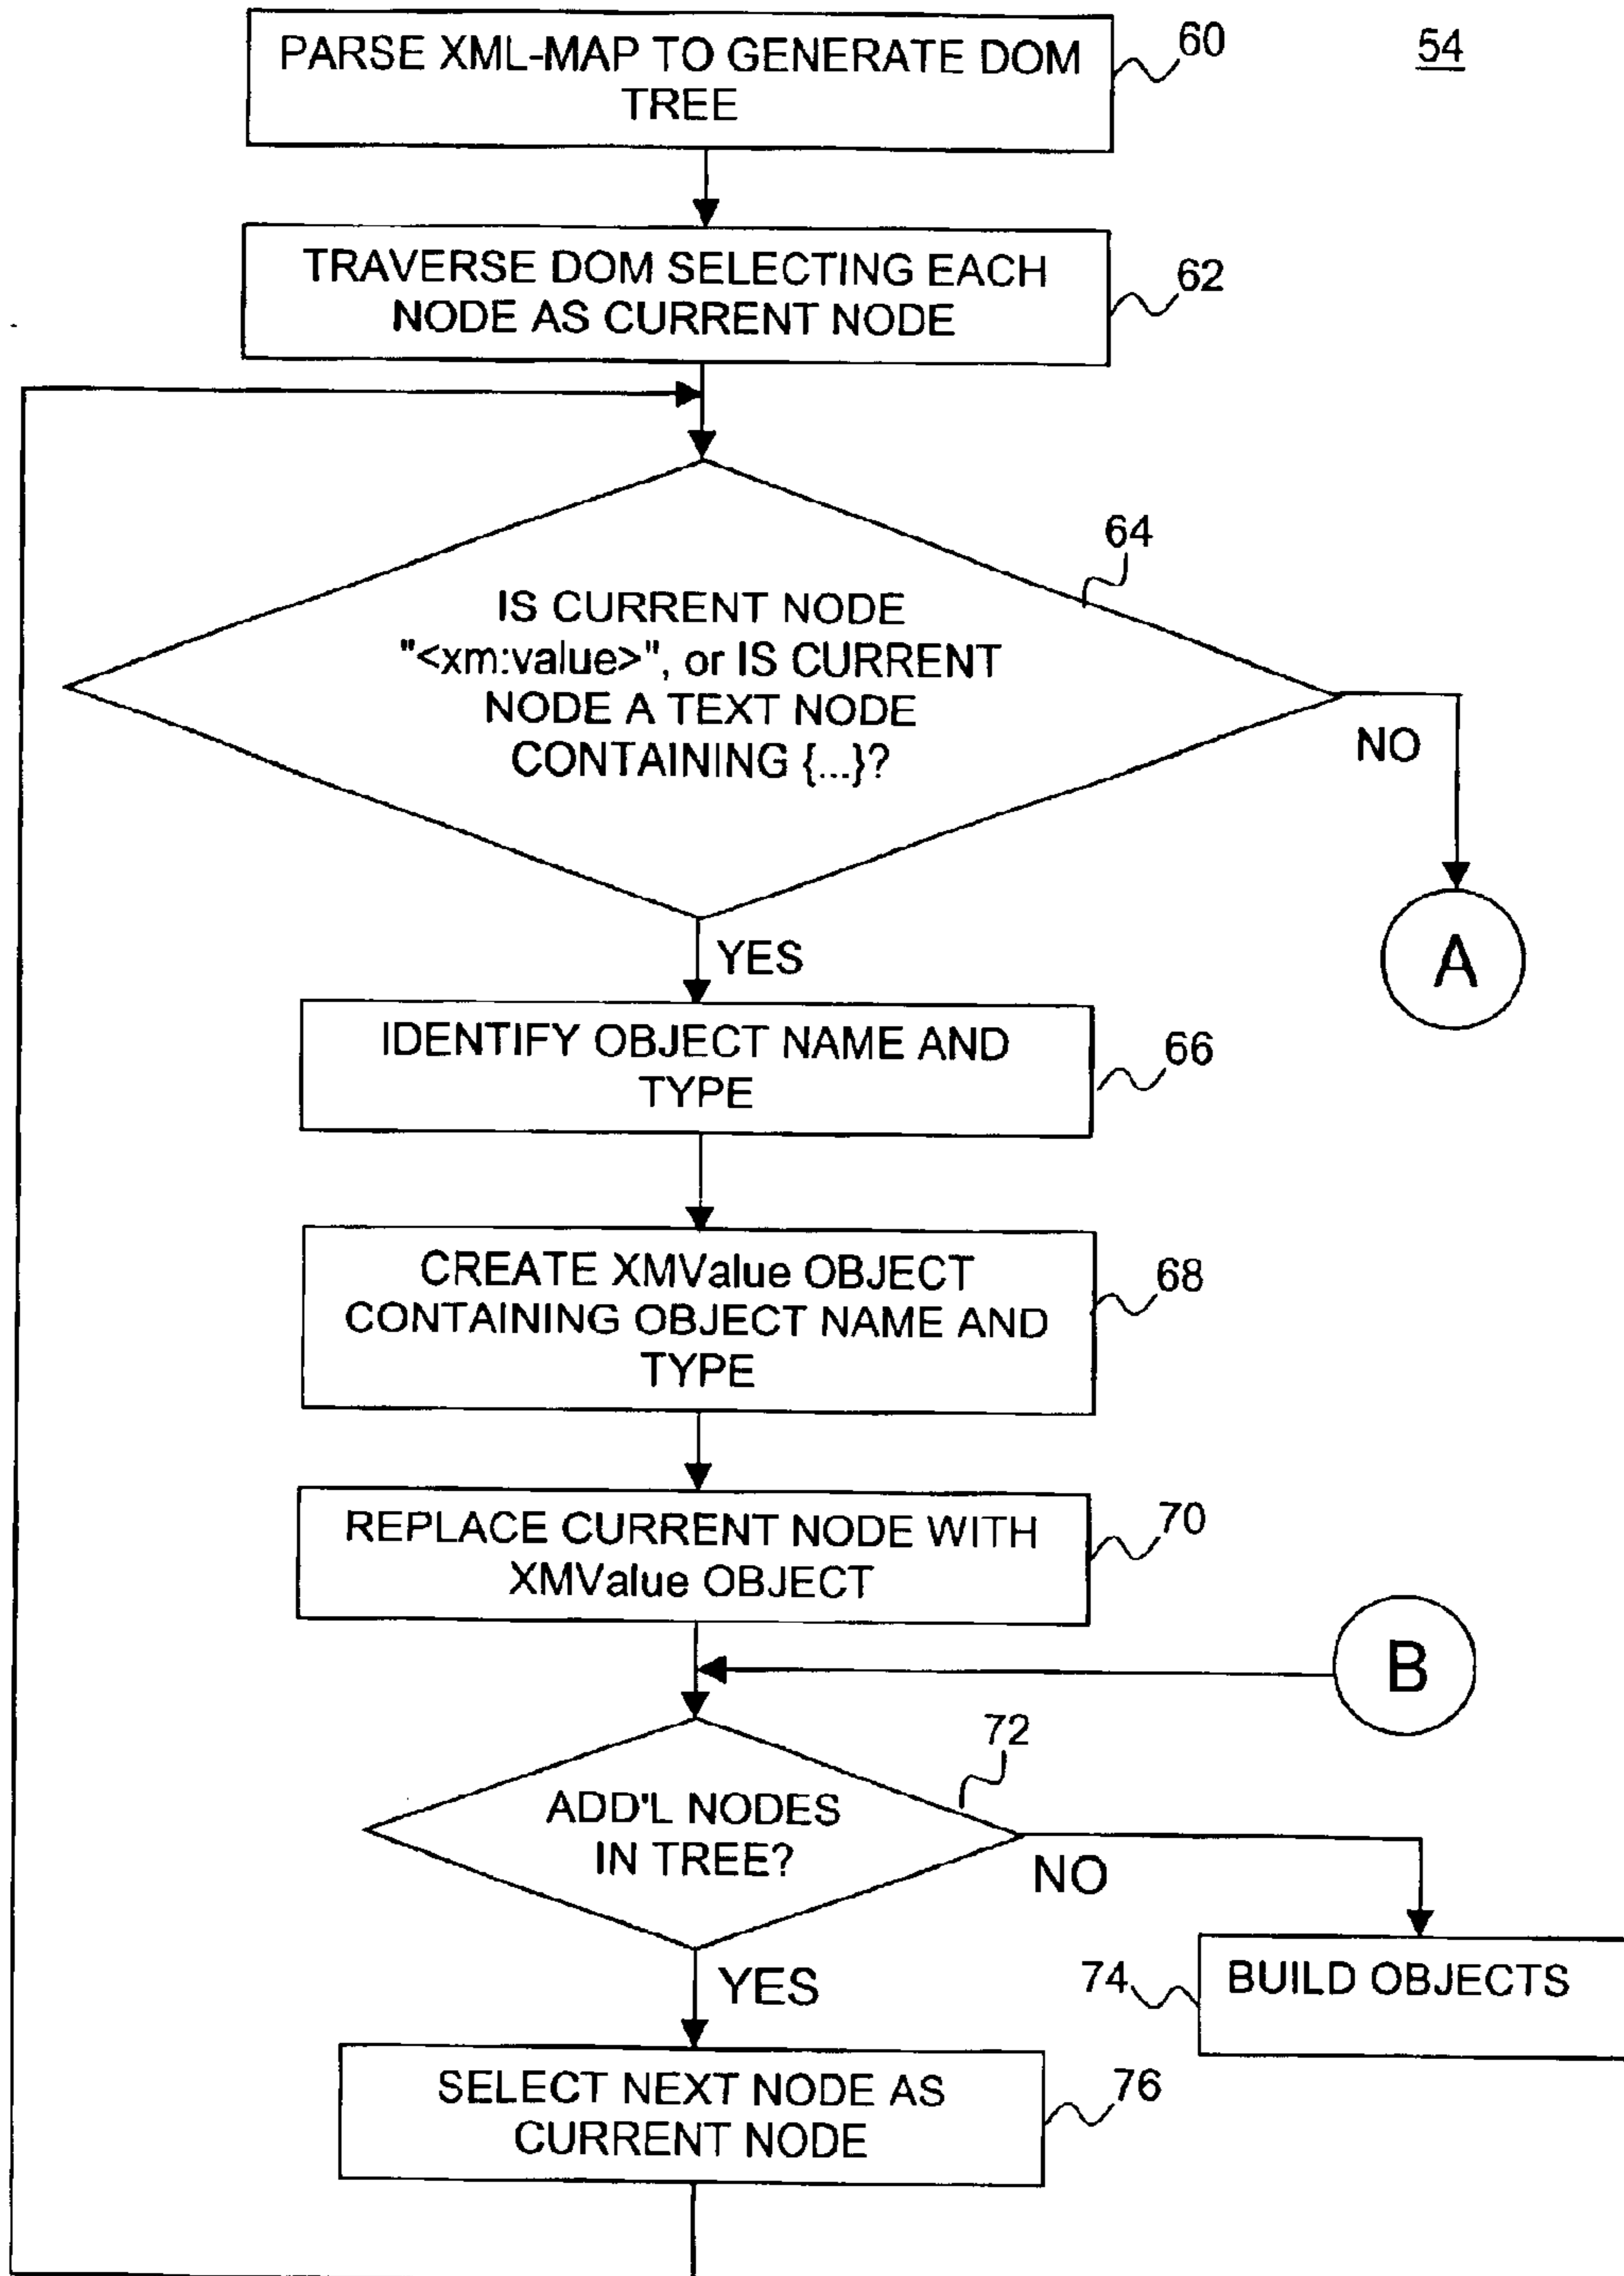 PARSE XML-MAP TO GENERATE DOM
TREE
60
54
TRAVERSE DOM SELECTING EACH
NODE AS CURRENT NODE
62
64
IS CURRENT NODE
"<xm:value>", or IS CURRENT
NODE A TEXT NODE
CONTAINING {...}?
NO
A
YES
IDENTIFY OBJECT NAME AND
TYPE
66
CREATE XMValue OBJECT
CONTAINING OBJECT NAME AND
TYPE
68
REPLACE CURRENT NODE WITH
XMValue OBJECT
70
B
72
ADD'L NODES
IN TREE?
NO
YES
74
BUILD OBJECTS
SELECT NEXT NODE AS
CURRENT NODE
76